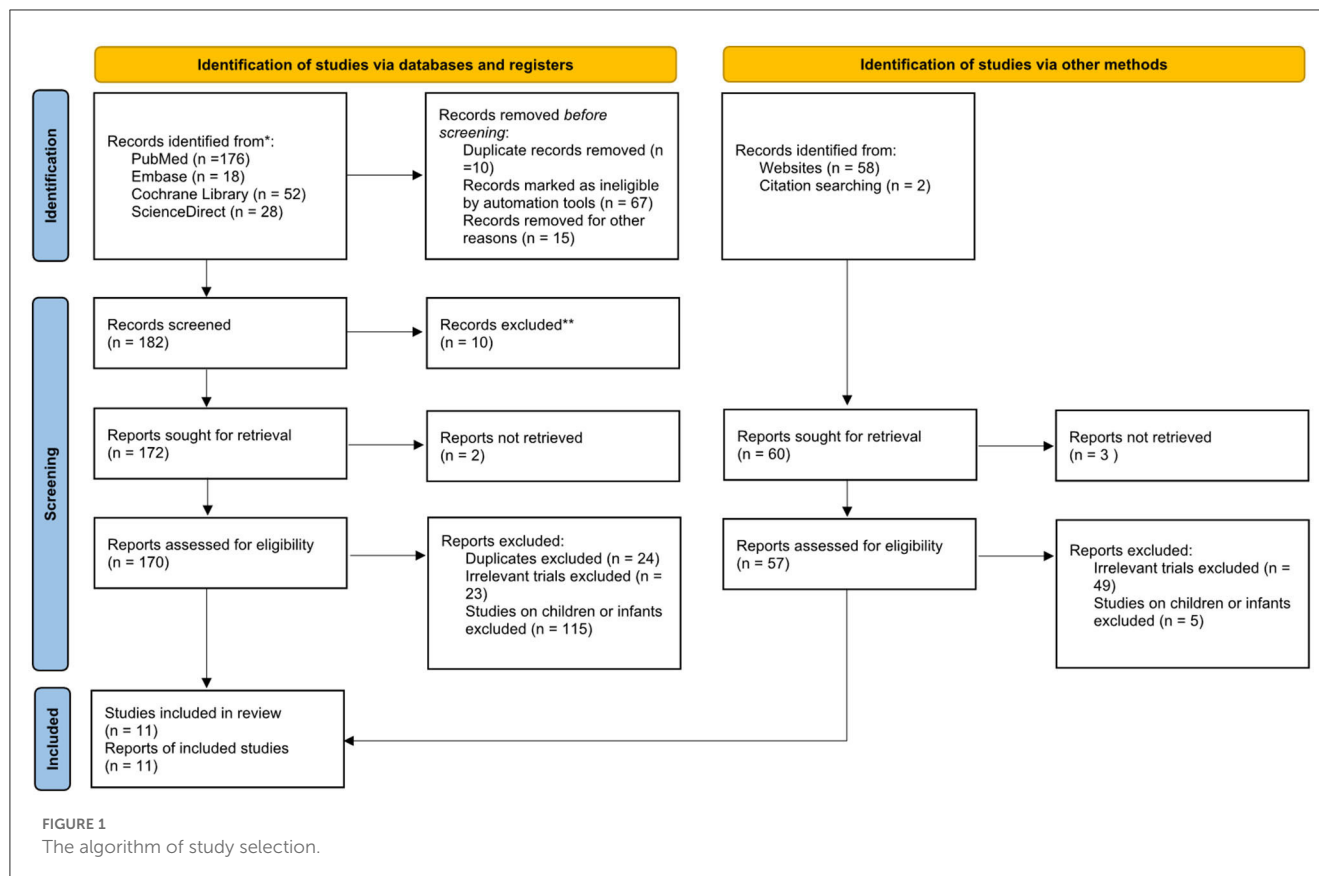 Identification of studies via databases and registers
Identification of studies via other methods
Identification
Records identified from*:
PubMed (n =176)
Embase (n = 18)
Cochrane Library (n = 52)
ScienceDirect (n = 28)
Records removed before
screening:
Duplicate records removed (n
=10)
Records marked as ineligible
by automation tools (n = 67)
Records removed for other
reasons (n = 15)
Records identified from:
Websites (n = 58)
Citation searching (n = 2)
Screening
Records screened
(n = 182)
Records excluded**
(n = 10)
Reports sought for retrieval
(n = 172)
Reports not retrieved
(n = 2)
Reports sought for retrieval
(n = 60)
Reports not retrieved
(n = 3 )
Reports assessed for eligibility
(n = 170)
Reports excluded:
Duplicates excluded (n = 24)
Irrelevant trials excluded (n =
23)
Studies on children or infants
excluded (n = 115)
Reports assessed for eligibility
(n = 57)
Reports excluded:
Irrelevant trials excluded (n =
49)
Studies on children or infants
excluded (n = 5)
Included
Studies included in review
(n = 11)
Reports of included studies
(n = 11)
FIGURE 1
The algorithm of study selection.